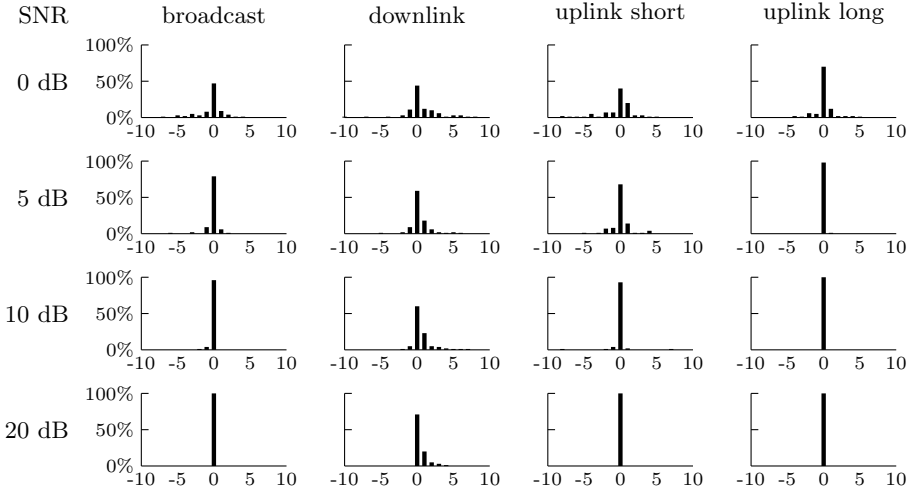 SNR broadcast downlink uplink short uplink long
100%
0 dB 50%
0%
-10 -5 0 5 10 -10 -5 0 5 10 -10 -5 0 5 10 -10 -5 0 5 10
100%
5 dB 50%
0%
-10 -5 0 5 10 -10 -5 0 5 10 -10 -5 0 5 10 -10 -5 0 5 10
100%
10 dB 50%
0%
-10 -5 0 5 10 -10 -5 0 5 10 -10 -5 0 5 10 -10 -5 0 5 10
100%
20 dB 50%
0%
-10 -5 0 5 10 -10 -5 0 5 10 -10 -5 0 5 10 -10 -5 0 5 10